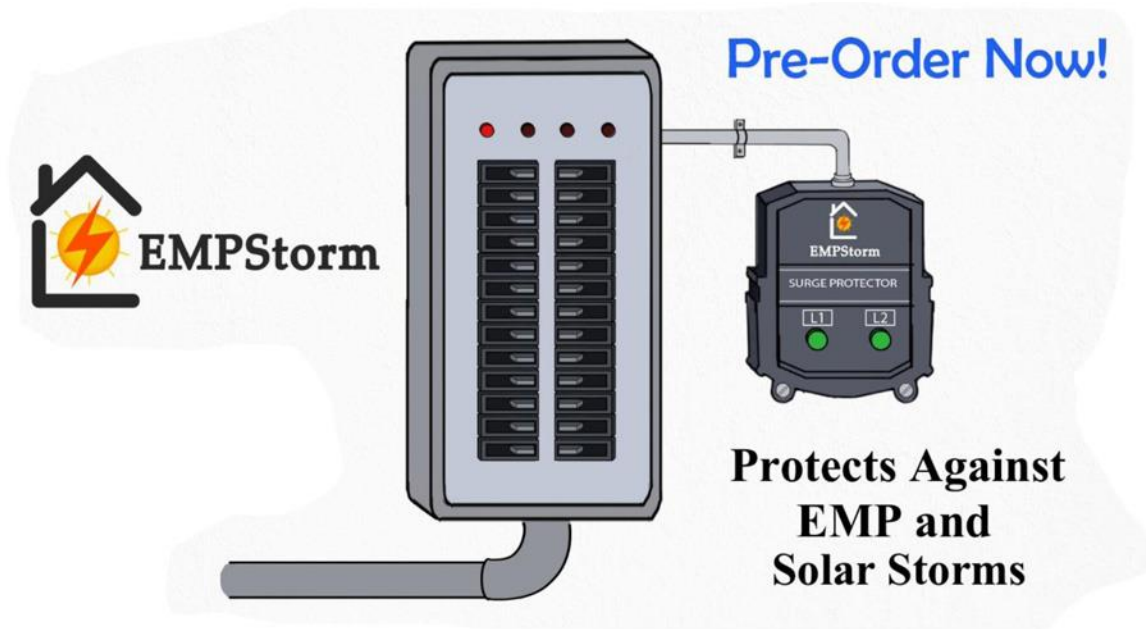 Pre-Order Now!
EMPStorm
EMPStorm
SURGE PROTECTOR
L1 L2
Protects Against
EMP and
Solar Storms